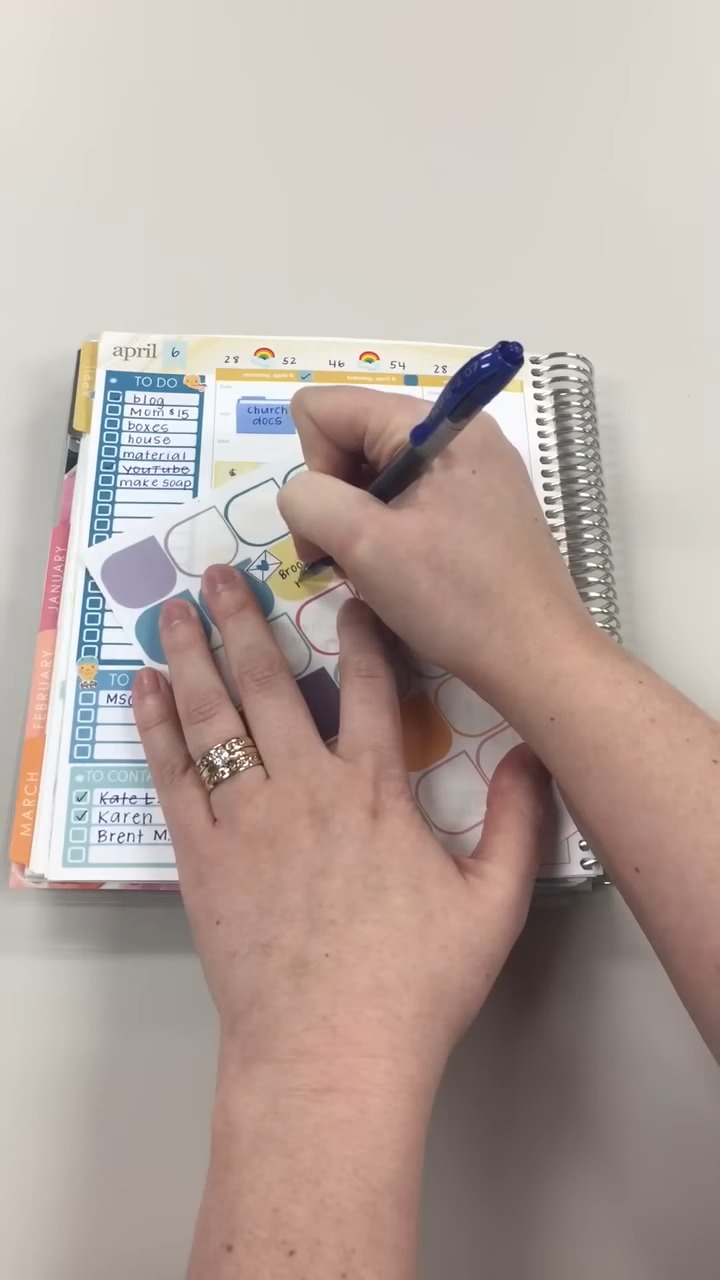 april 6
28 52 46 54 28
TO DO
blog
Mom $15
boxes
house
material
YouTube
make soap
church
docs
$
Broo
TO
MSC
TO CONTA
Kate L.
Karen
Brent M.
JANUARY
FEBRUARY
MARCH